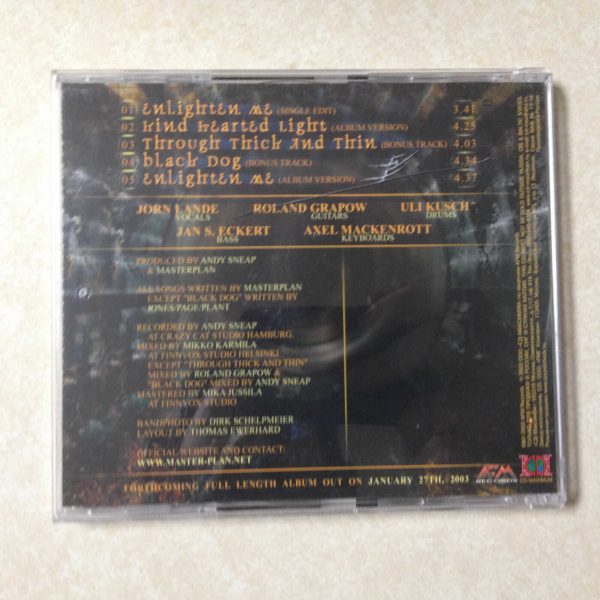 01 Enlighten Me (SINGLE EDIT) 3.41
02 Kind Hearted Light (ALBUM VERSION) 4.25
03 Through Thick And Thin (BONUS TRACK) 4.03
04 Black Dog (BONUS TRACK) 4.34
05 Enlighten Me (ALBUM VERSION) 4.37
JORN LANDE ROLAND GRAPOW ULI KUSCH
VOCALS GUITARS DRUMS
JAN S. ECKERT AXEL MACKENROTT
BASS KEYBOARDS
PRODUCED BY ANDY SNEAP
& MASTERPLAN
ALL SONGS WRITTEN BY MASTERPLAN
EXCEPT "BLACK DOG" WRITTEN BY
JONES/PAGE/PLANT
RECORDED BY ANDY SNEAP
AT CRAZY CAT STUDIO HAMBURG.
MIXED BY MIKKO KARMILA
AT FINNVOX STUDIO HELSINKI
EXCEPT "THROUGH THICK AND THIN"
MIXED BY ROLAND GRAPOW &
"BLACK DOG" MIXED BY ANDY SNEAP
MASTERED BY MIKA JUSSILA
AT FINNVOX STUDIO
BANDPHOTO BY DIRK SCHELPMEIER
LAYOUT BY THOMAS EWERHARD
OFFICIAL WEBSITE AND CONTACT:
WWW.MASTER-PLAN.NET
FORTHCOMING FULL LENGTH ALBUM OUT ON JANUARY 27TH, 2003
AFM
RECORDS
CD-MAXIMUM